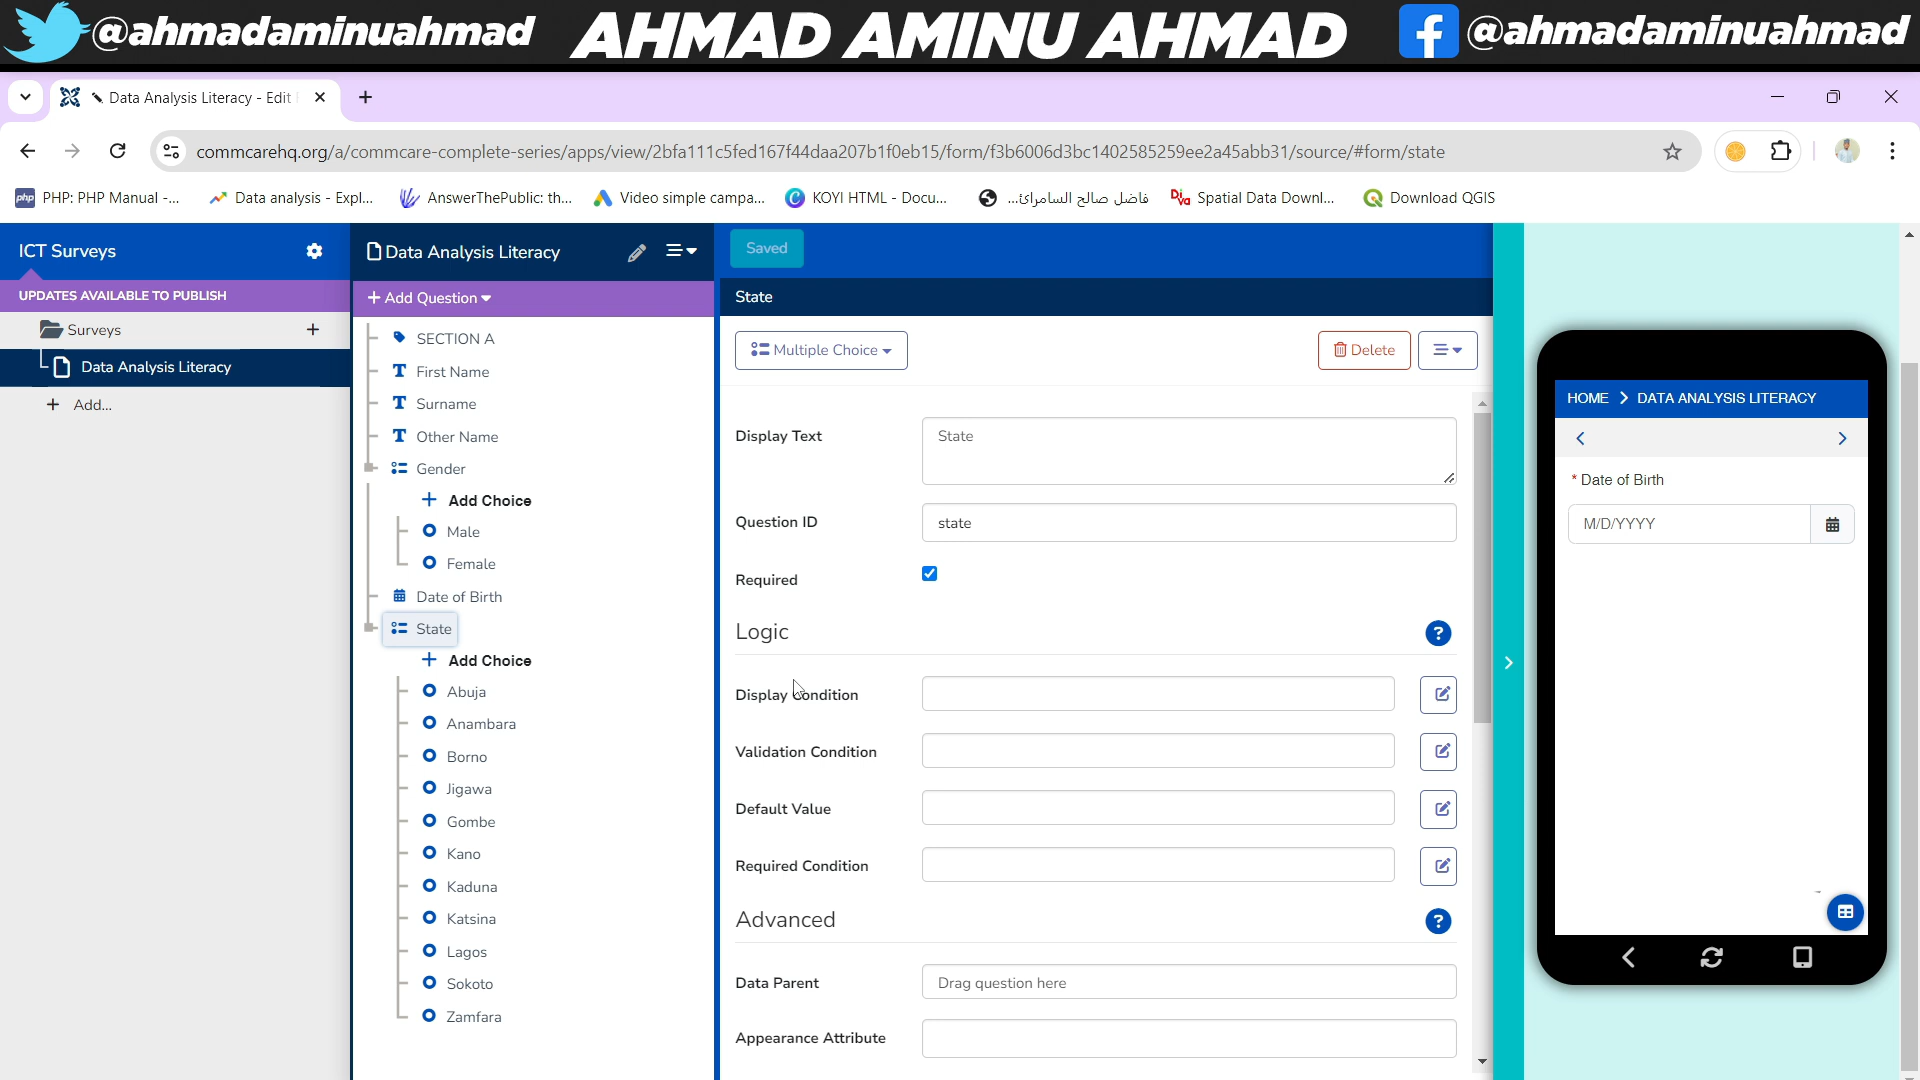 @ahmadaminuahmad AHMAD AMINU AHMAD @ahmadaminuahmad
Data Analysis Literacy - Edit
commcarehq.org/a/commcare-complete-series/apps/view/2bfa111c5fed167f44daa207b1f0eb15/form/f3b6006d3bc1402585259ee2a45abb31/source/#form/state
php PHP: PHP Manual -... Data analysis - Expl... AnswerThePublic: th... Video simple campa... KOYI HTML - Docu... فاضل صالح السامرائ... Spatial Data Downl... Download QGIS
ICT Surveys
UPDATES AVAILABLE TO PUBLISH
Surveys
Data Analysis Literacy
Add...
Data Analysis Literacy
Add Question
SECTION A
First Name
Surname
Other Name
Gender
Add Choice
Male
Female
Date of Birth
State
Add Choice
Abuja
Anambara
Borno
Jigawa
Gombe
Kano
Kaduna
Katsina
Lagos
Sokoto
Zamfara
Saved
State
Multiple Choice Delete
Display Text State
Question ID state
Required
Logic ?
Display Condition
Validation Condition
Default Value
Required Condition
Advanced ?
Data Parent Drag question here
Appearance Attribute
HOME > DATA ANALYSIS LITERACY
* Date of Birth
M/D/YYYY